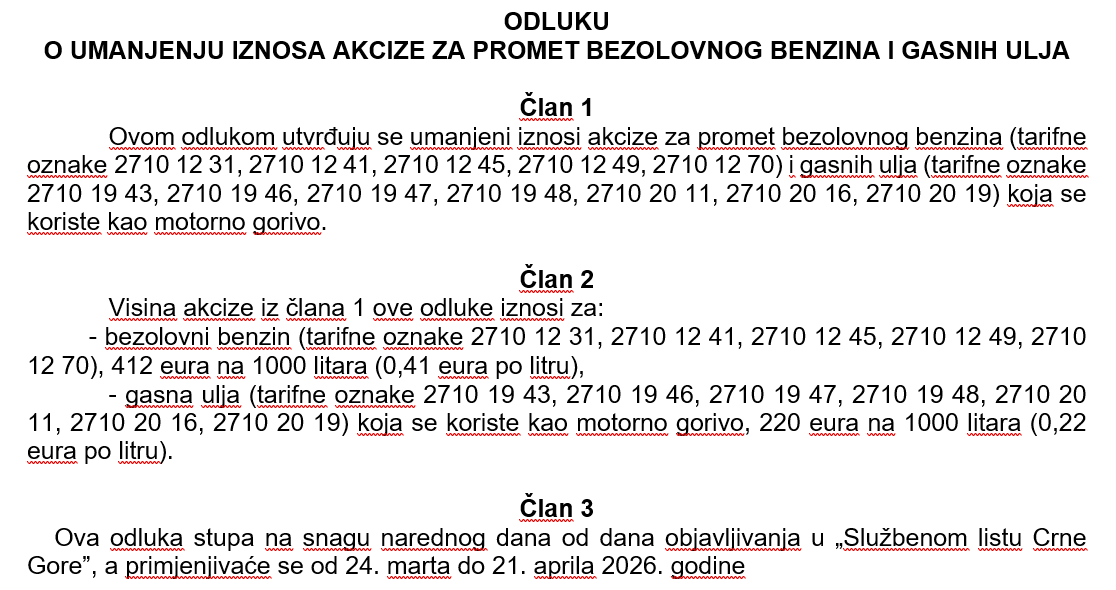 ODLUKU
O UMANJENJU IZNOSA AKCIZE ZA PROMET BEZOLOVNOG BENZINA I GASNIH ULJA
Član 1
Ovom odlukom utvrđuju se umanjeni iznosi akcize za promet bezolovnog benzina (tarifne
oznake 2710 12 31, 2710 12 41, 2710 12 45, 2710 12 49, 2710 12 70) i gasnih ulja (tarifne oznake
2710 19 43, 2710 19 46, 2710 19 47, 2710 19 48, 2710 20 11, 2710 20 16, 2710 20 19) koja se
koriste kao motorno gorivo.
Član 2
Visina akcize iz člana 1 ove odluke iznosi za:
- bezolovni benzin (tarifne oznake 2710 12 31, 2710 12 41, 2710 12 45, 2710 12 49, 2710
12 70), 412 eura na 1000 litara (0,41 eura po litru),
- gasna ulja (tarifne oznake 2710 19 43, 2710 19 46, 2710 19 47, 2710 19 48, 2710 20
11, 2710 20 16, 2710 20 19) koja se koriste kao motorno gorivo, 220 eura na 1000 litara (0,22
eura po litru).
Član 3
Ova odluka stupa na snagu narednog dana od dana objavljivanja u „Službenom listu Crne
Gore”, a primjenjivaće se od 24. marta do 21. aprila 2026. godine